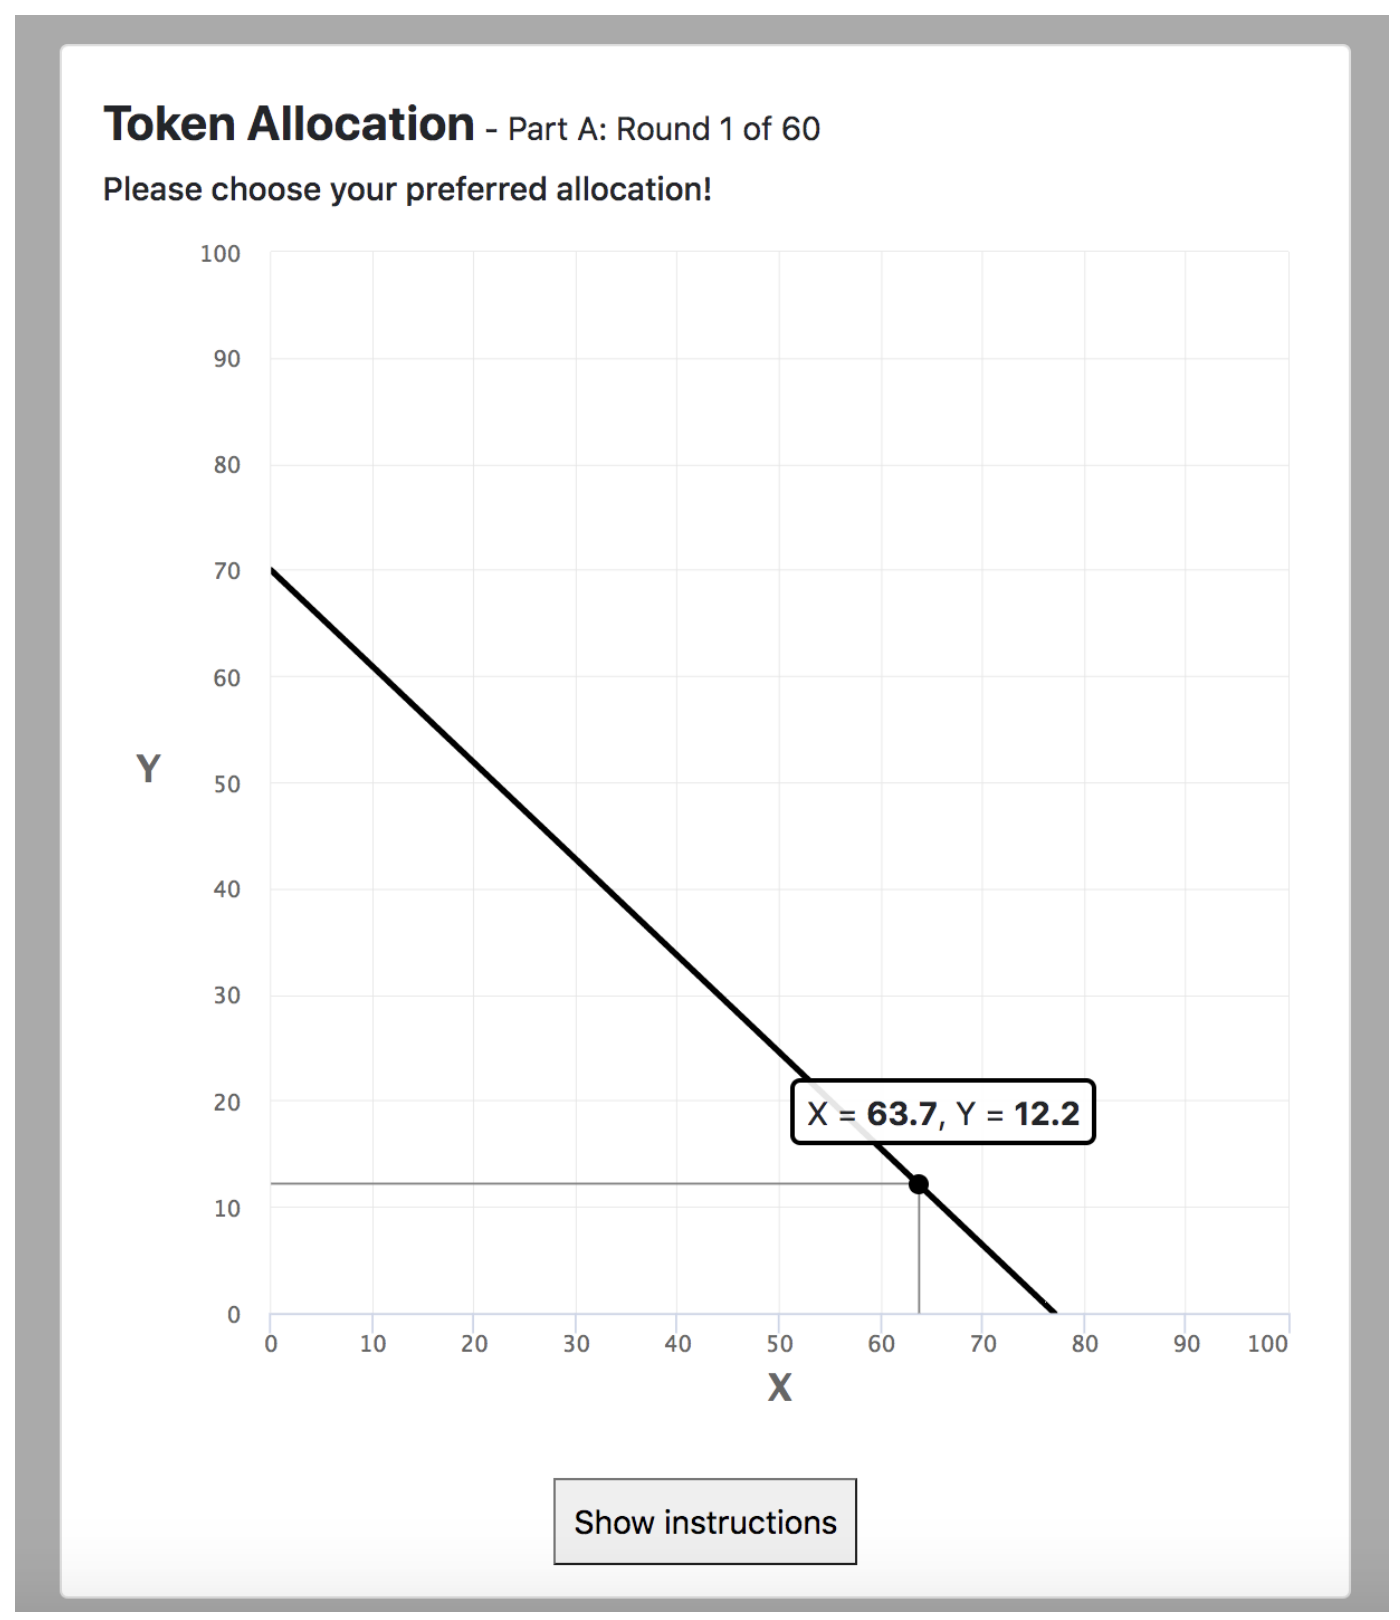 Token Allocation - Part A: Round 1 of 60
Please choose your preferred allocation!
100
90
80
70
60
Y
50
40
30
20
X = 63.7, Y = 12.2
10
0
0 10 20 30 40 50 60 70 80 90 100
X
Show instructions